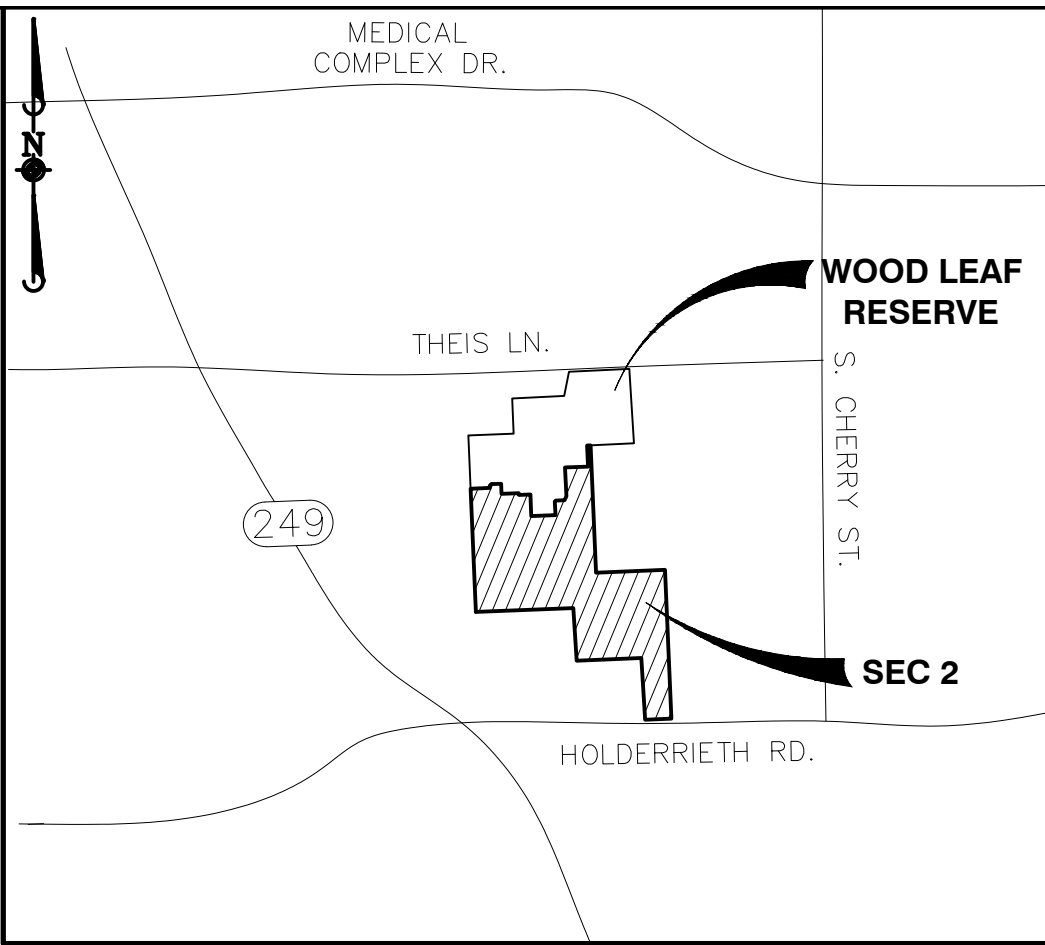 MEDICAL
COMPLEX DR.
N
WOOD LEAF
RESERVE
THEIS LN.
S. CHERRY ST.
249
SEC 2
HOLDERRIETH RD.